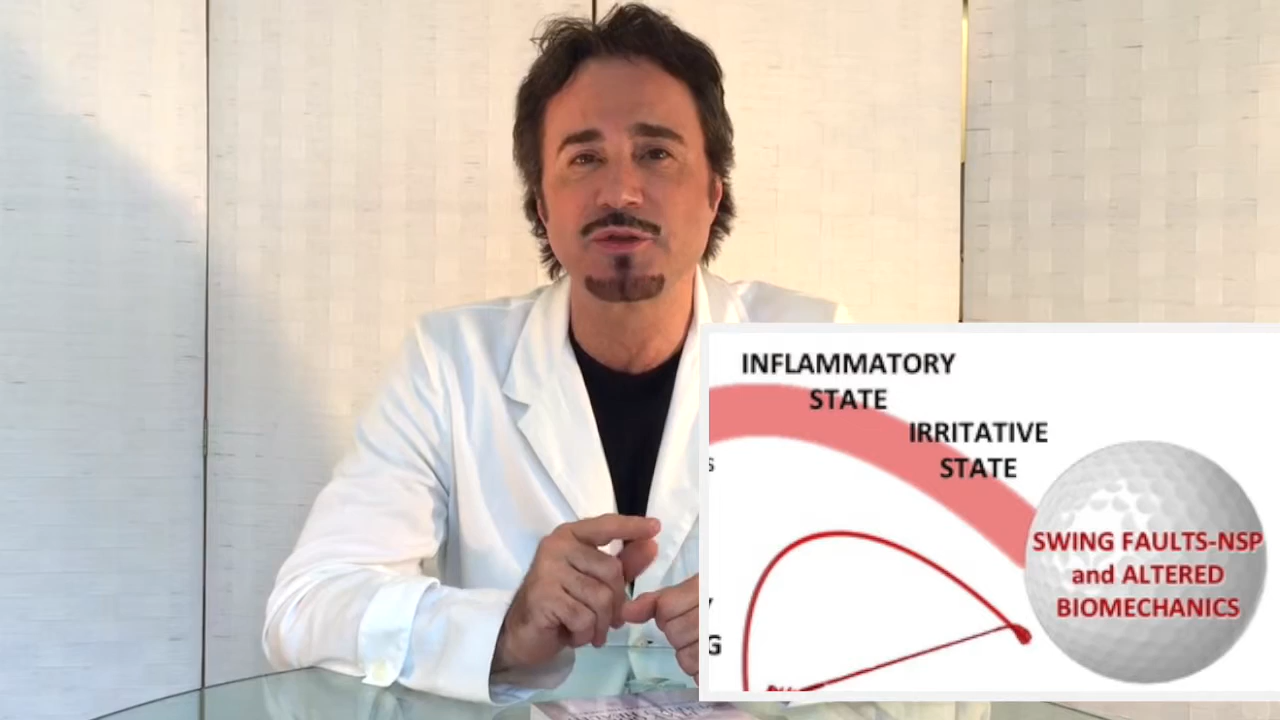 INFLAMMATORY
STATE
IRRITATIVE
STATE
S
SWING FAULTS-NSP
and ALTERED
BIOMECHANICS
G